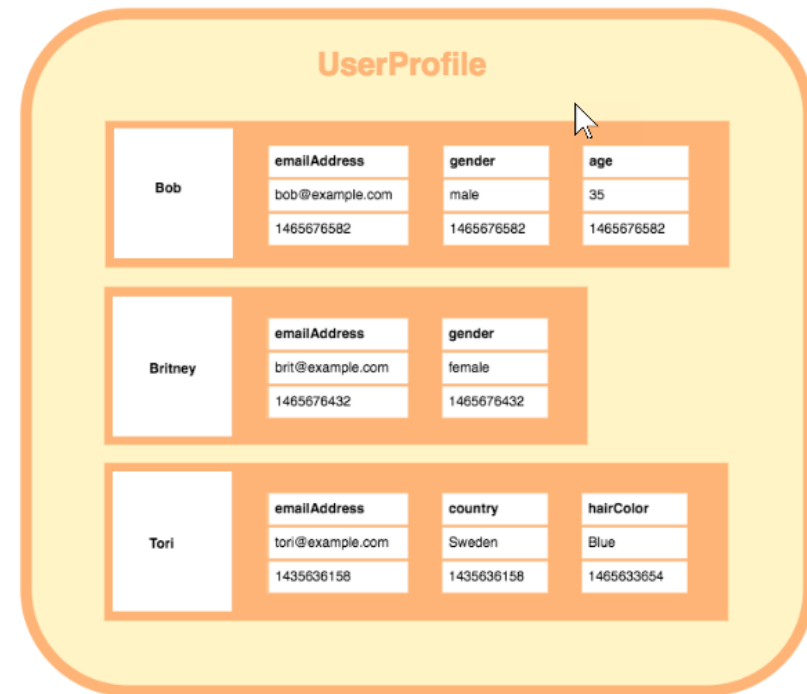 UserProfile
Bob
emailAddress gender age
bob@example.com male 35
1465676582 1465676582 1465676582
Britney
emailAddress gender
brit@example.com female
1465676432 1465676432
Tori
emailAddress country hairColor
tori@example.com Sweden Blue
1435636158 1435636158 1465633654